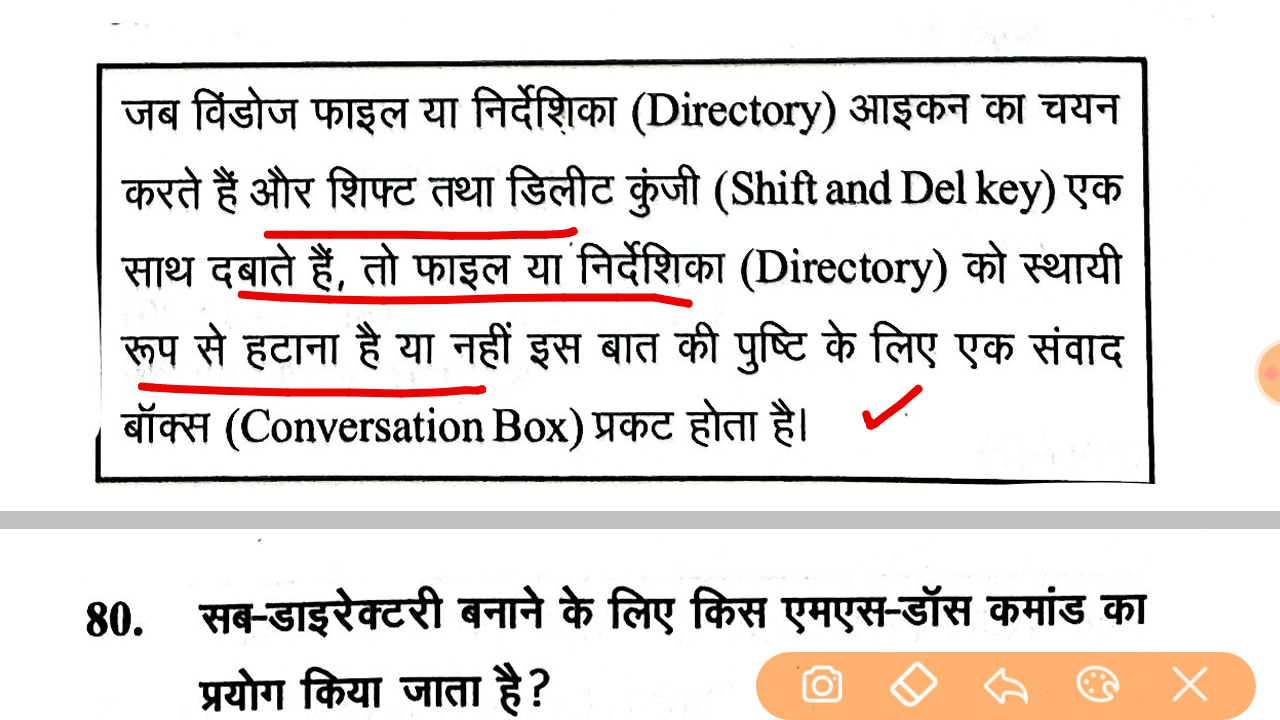 जब विंडोज फाइल या निर्देशिका (Directory) आइकन का चयन
करते हैं और शिफ्ट तथा डिलीट कुंजी (Shift and Del key) एक
साथ दबाते हैं, तो फाइल या निर्देशिका (Directory) को स्थायी
रूप से हटाना है या नहीं इस बात की पुष्टि के लिए एक संवाद
बॉक्स (Conversation Box) प्रकट होता है।
80. सब-डाइरेक्टरी बनाने के लिए किस एमएस-डॉस कमांड का
प्रयोग किया जाता है?